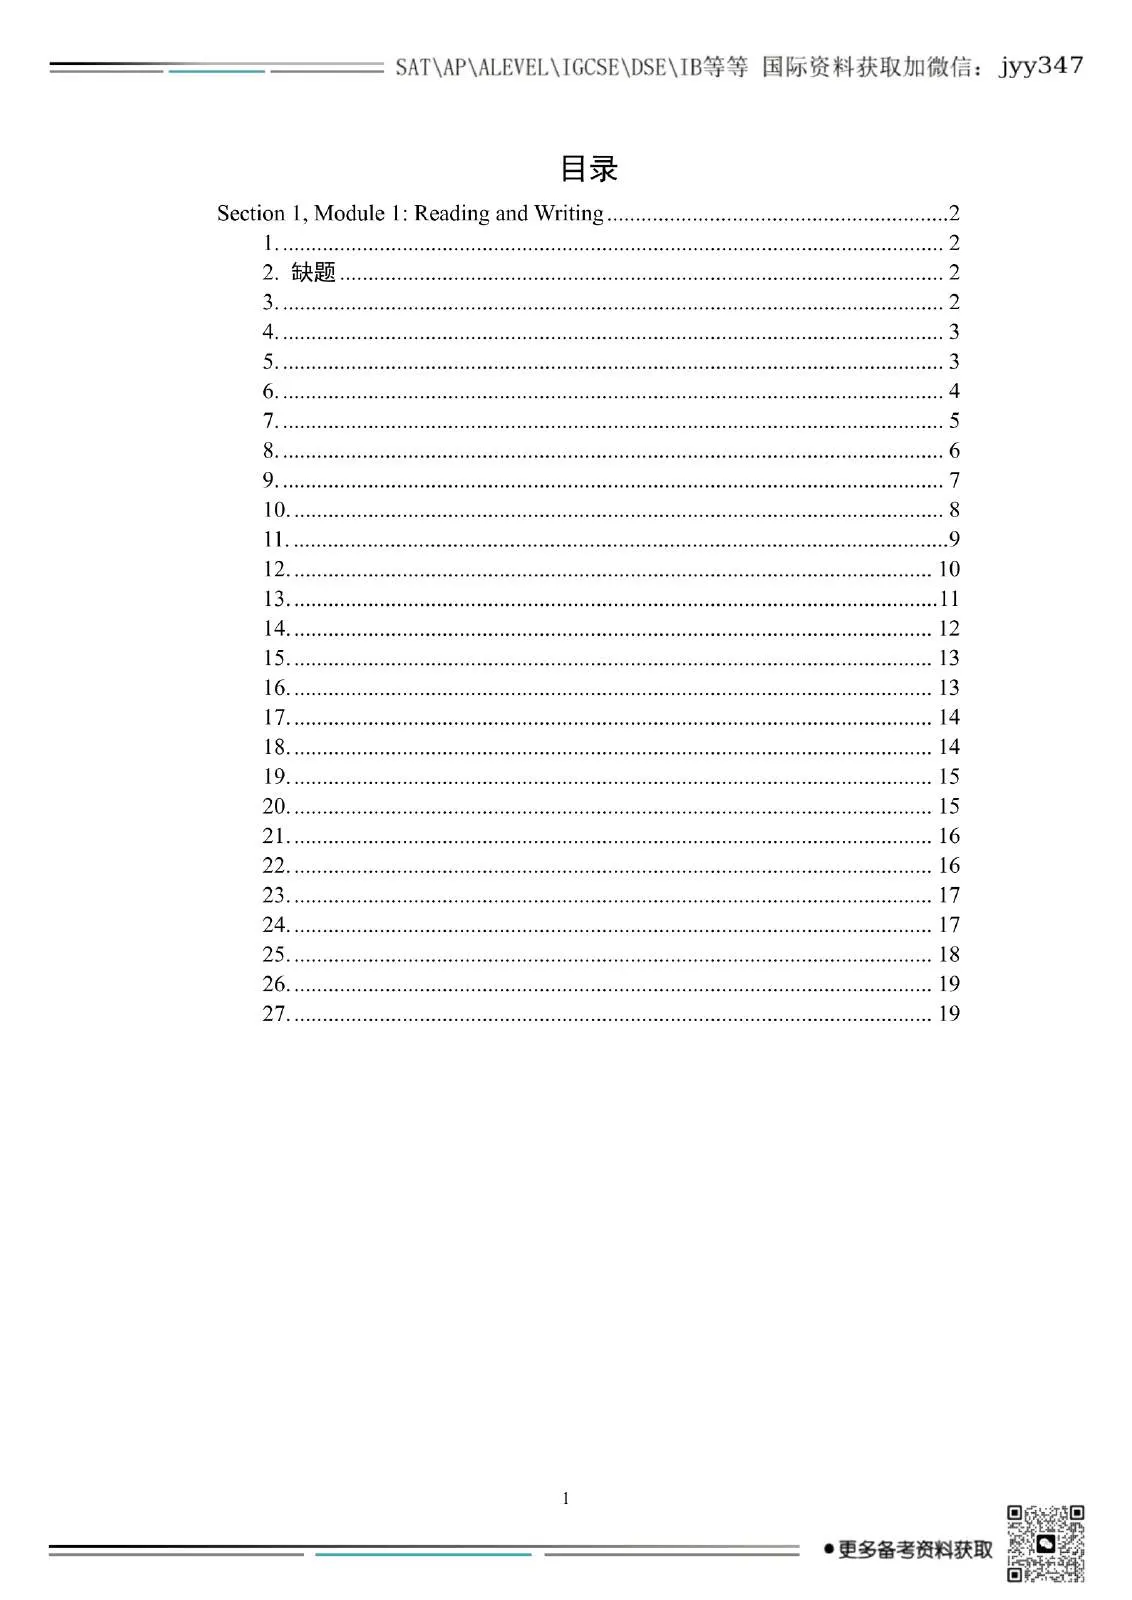 SAT\AP\ALEVEL\IGCSE\DSE\IB等等 国际资料获取加微信: jyy347
目录
Section 1, Module 1: Reading and Writing........................................................2
1. ........................................................ 2
2. 缺题 ........................................................ 2
3. ........................................................ 2
4. ........................................................ 3
5. ........................................................ 3
6. ........................................................ 4
7. ........................................................ 5
8. ........................................................ 6
9. ........................................................ 7
10. ........................................................ 8
11. ........................................................9
12. ........................................................ 10
13. ........................................................11
14. ........................................................ 12
15. ........................................................ 13
16. ........................................................ 13
17. ........................................................ 14
18. ........................................................ 14
19. ........................................................ 15
20. ........................................................ 15
21. ........................................................ 16
22. ........................................................ 16
23. ........................................................ 17
24. ........................................................ 17
25. ........................................................ 18
26. ........................................................ 19
27. ........................................................ 19
1
●更多备考资料获取